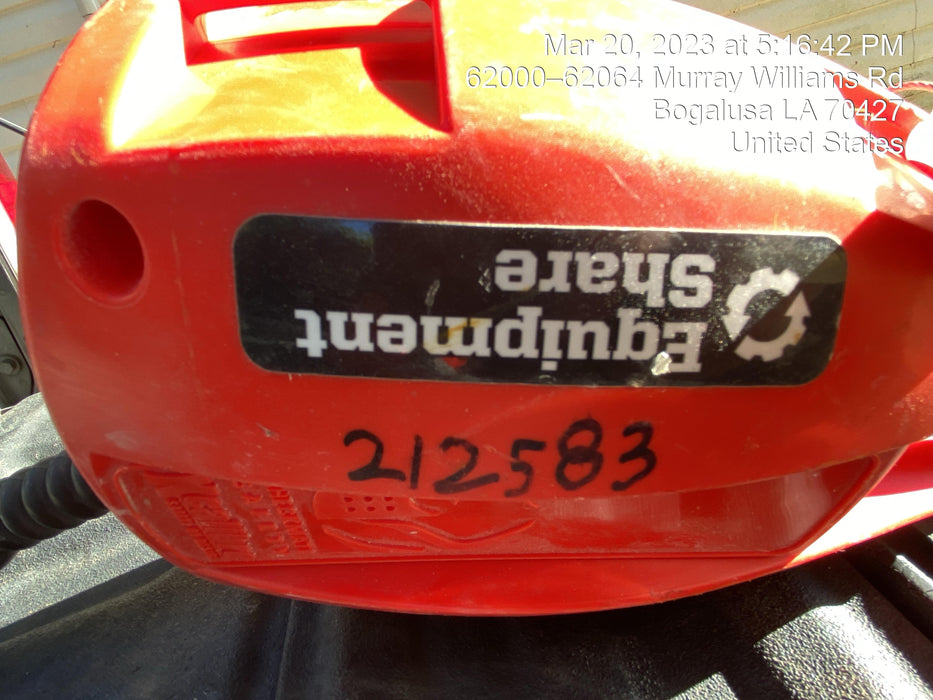 Mar 20, 2023 at 5:16:42 PM
62000–62064 Murray Williams Rd
Bogalusa LA 70427
United States
Equipment
Share
212583